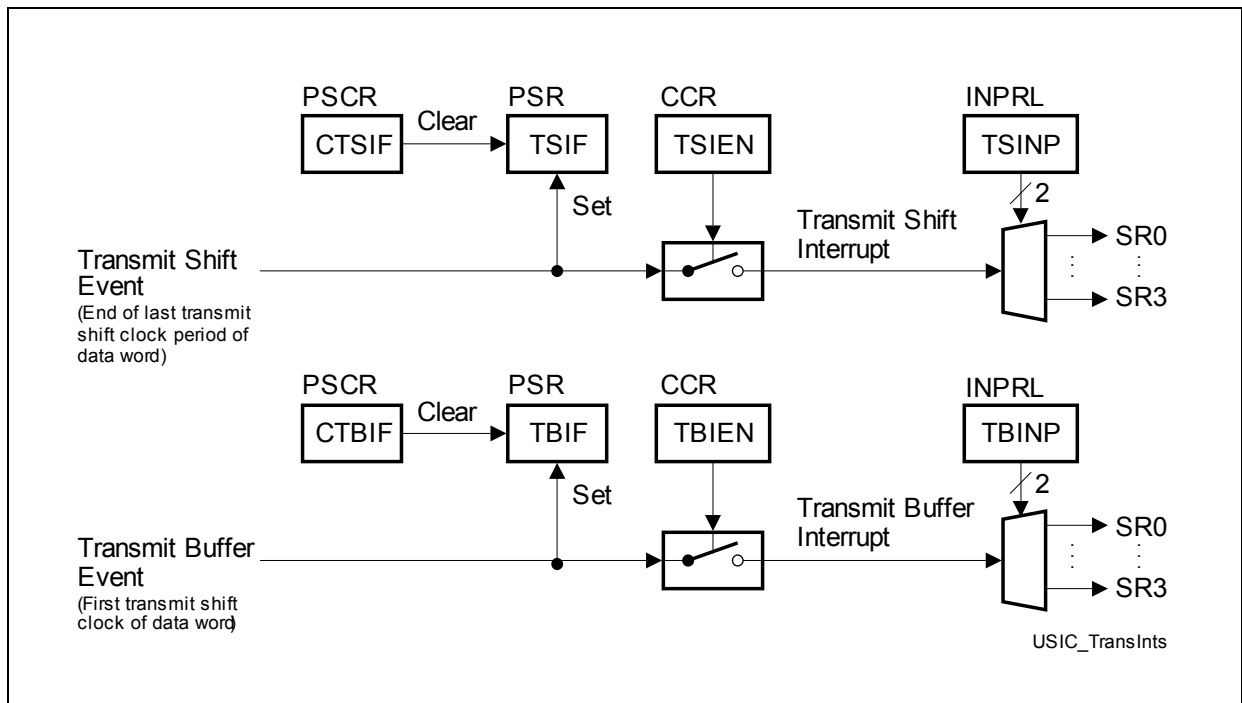 PSCR PSR CCR INPRL
CTSIF Clear TSIF TSIEN TSINP
Set 2
Transmit Shift
Interrupt
SR0
SR3
Transmit Shift
Event
(End of last transmit
shift clock period of
data word)
PSCR PSR CCR INPRL
CTBIF Clear TBIF TBIEN TBINP
Set 2
Transmit Buffer
Interrupt
SR0
SR3
Transmit Buffer
Event
(First transmit shift
clock of data word)
USIC_TransInts